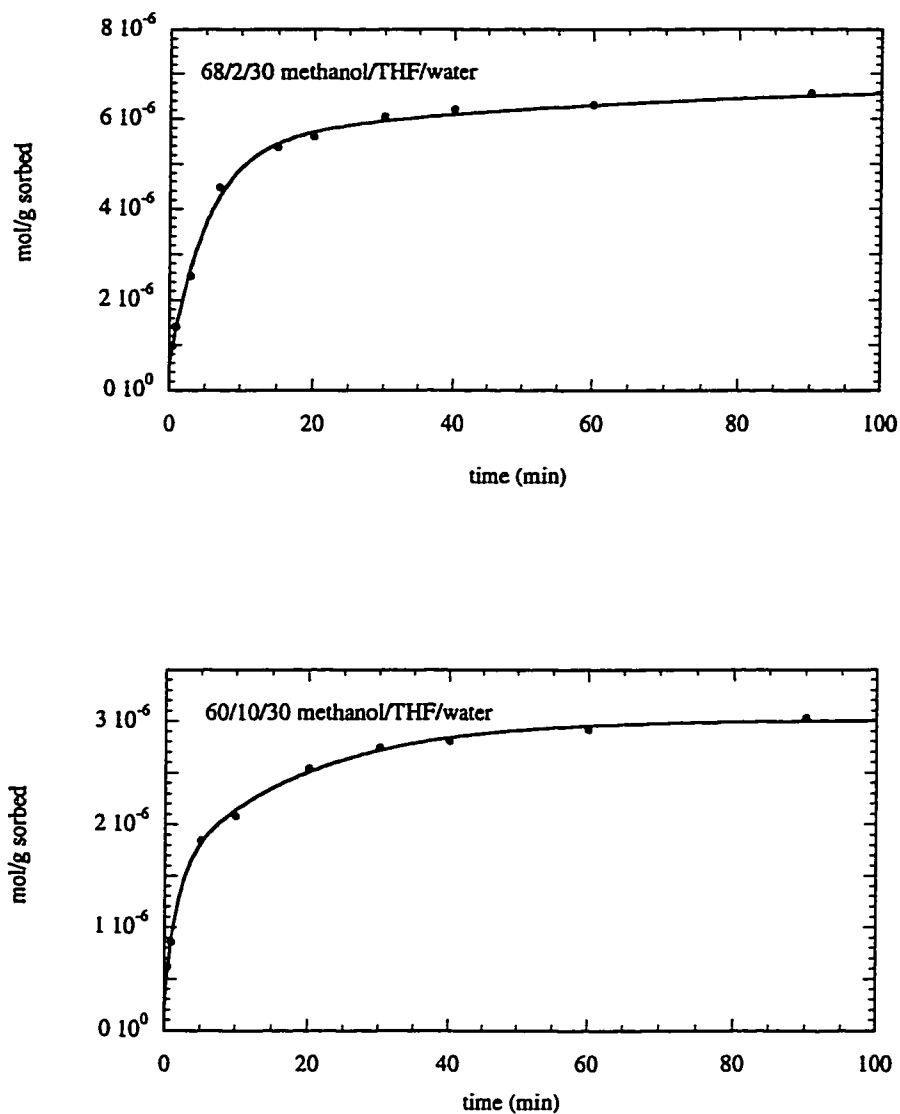 8 10⁻⁶
68/2/30 methanol/THF/water
6 10⁻⁶
4 10⁻⁶
2 10⁻⁶
0 10⁰
mol/g sorbed
0 20 40 60 80 100
time (min)
60/10/30 methanol/THF/water
3 10⁻⁶
2 10⁻⁶
1 10⁻⁶
0 10⁰
mol/g sorbed
0 20 40 60 80 100
time (min)